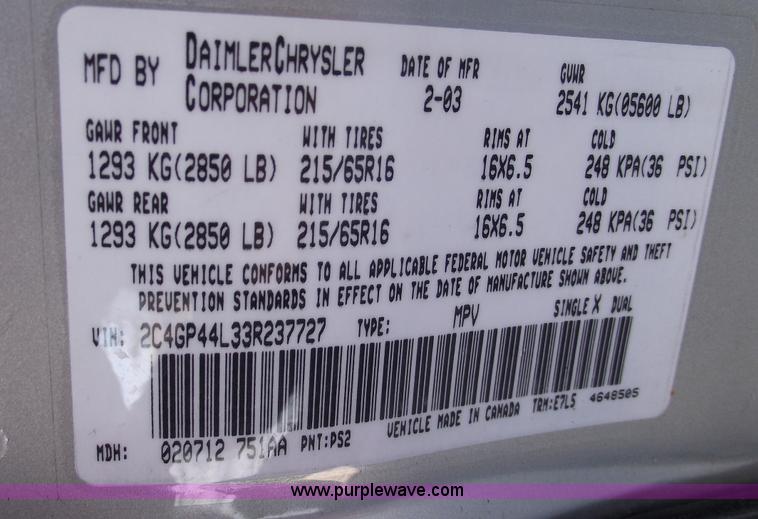 MFD BY DAIMLERCHRYSLER CORPORATION DATE OF MFR 2-03 GVWR 2541 KG(05600 LB)
GAWR FRONT WITH TIRES RIMS AT COLD
1293 KG(2850 LB) 215/65R16 16X6.5 248 KPA(36 PSI)
GAWR REAR WITH TIRES RIMS AT COLD
1293 KG(2850 LB) 215/65R16 16X6.5 248 KPA(36 PSI)
THIS VEHICLE CONFORMS TO ALL APPLICABLE FEDERAL MOTOR VEHICLE SAFETY AND THEFT
PREVENTION STANDARDS IN EFFECT ON THE DATE OF MANUFACTURE SHOWN ABOVE.
VIN: 2C4GP44L33R237727 TYPE: MPV SINGLE X DUAL
MDH: 020712 751AA PNT:PS2 VEHICLE MADE IN CANADA TRM:E7L5 4648505
www.purplewave.com